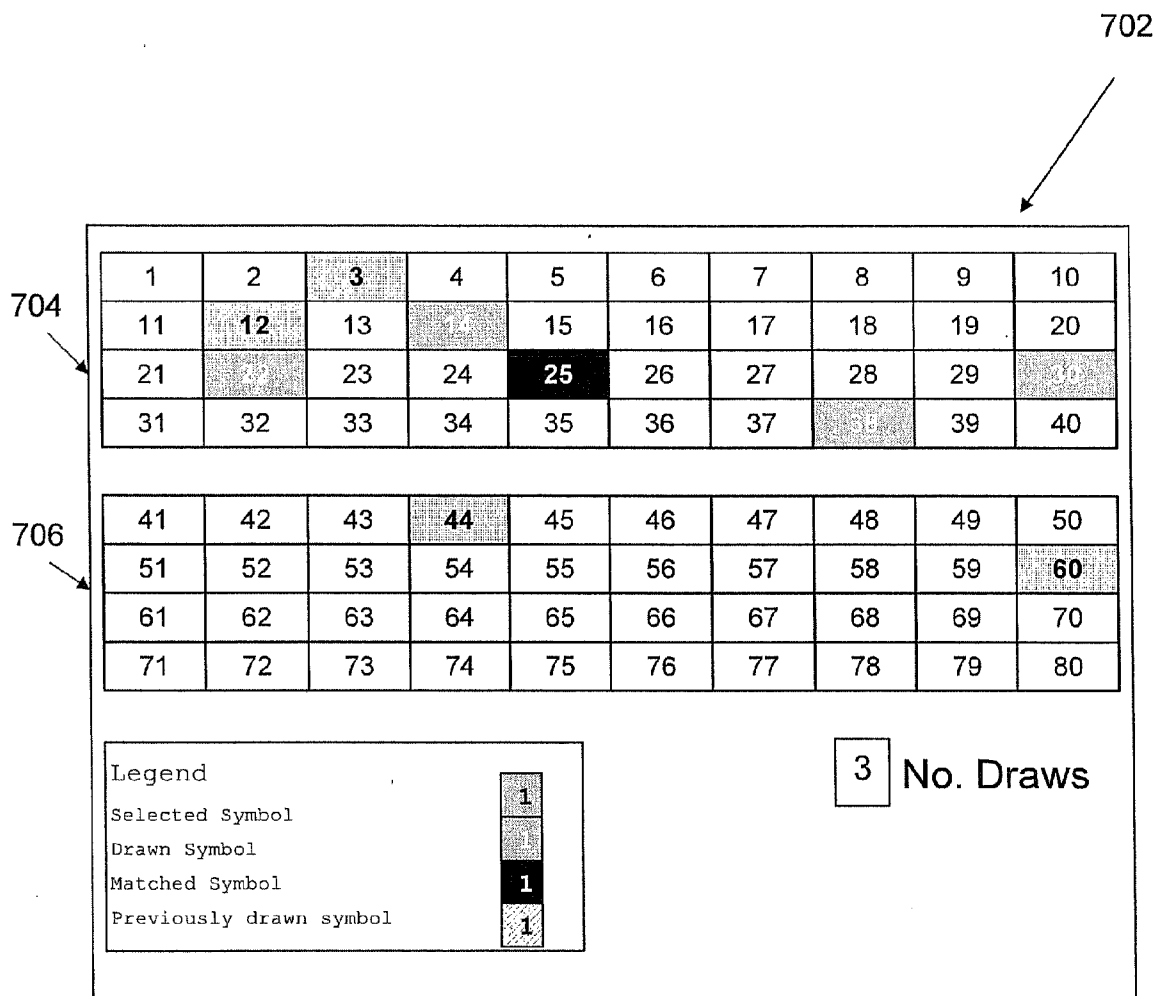 702
704
1 2 3 4 5 6 7 8 9 10
11 12 13 14 15 16 17 18 19 20
21 22 23 24 25 26 27 28 29 30
31 32 33 34 35 36 37 38 39 40
706
41 42 43 44 45 46 47 48 49 50
51 52 53 54 55 56 57 58 59 60
61 62 63 64 65 66 67 68 69 70
71 72 73 74 75 76 77 78 79 80
3 No. Draws
Legend
Selected Symbol 1
Drawn Symbol 1
Matched Symbol 1
Previously drawn symbol 1